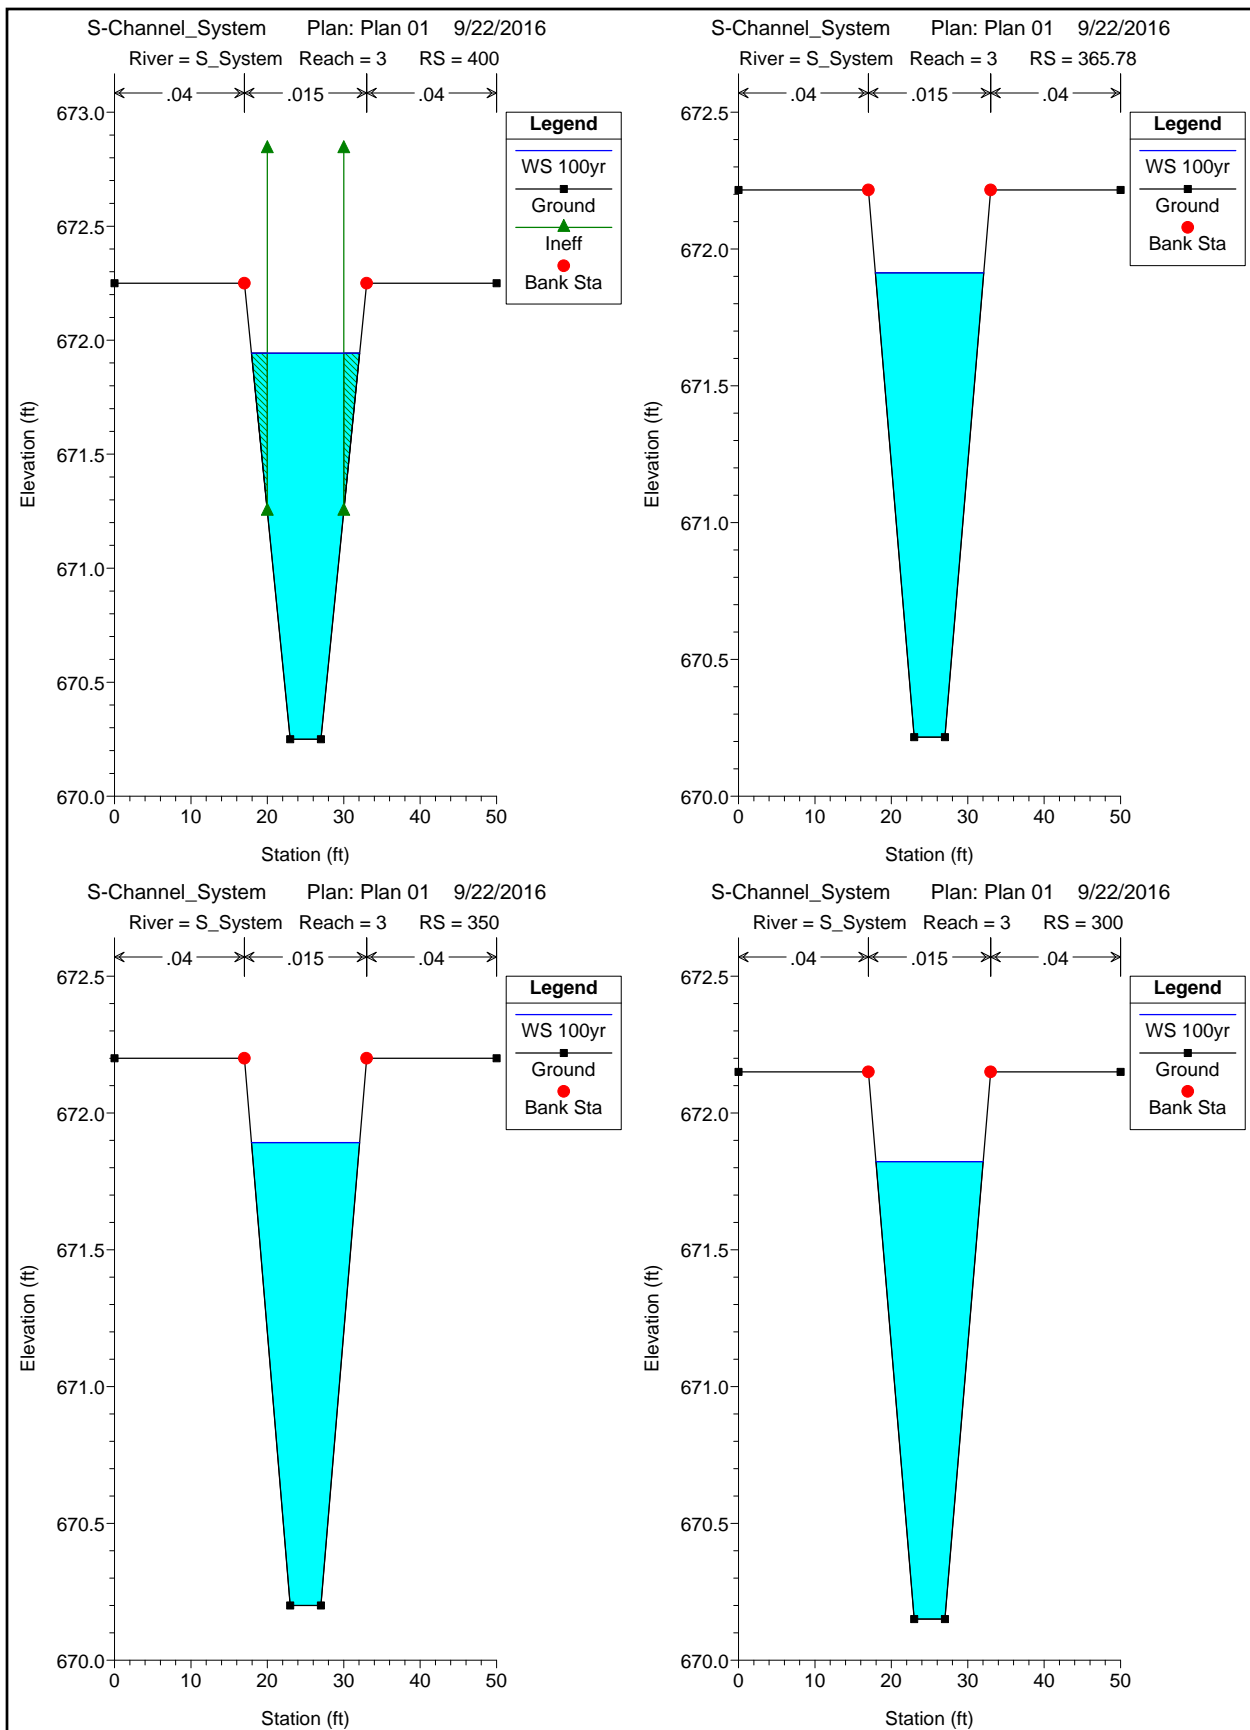 S-Channel_System Plan: Plan 01 9/22/2016
River = S_System Reach = 3 RS = 400
.04 .015 .04
673.0
672.5
672.0
671.5
671.0
670.5
670.0
Elevation (ft)
0 10 20 30 40 50
Station (ft)
Legend
WS 100yr
Ground
Ineff
Bank Sta
S-Channel_System Plan: Plan 01 9/22/2016
River = S_System Reach = 3 RS = 365.78
.04 .015 .04
672.5
672.0
671.5
671.0
670.5
670.0
Elevation (ft)
0 10 20 30 40 50
Station (ft)
Legend
WS 100yr
Ground
Bank Sta
S-Channel_System Plan: Plan 01 9/22/2016
River = S_System Reach = 3 RS = 350
.04 .015 .04
672.5
672.0
671.5
671.0
670.5
670.0
Elevation (ft)
0 10 20 30 40 50
Station (ft)
Legend
WS 100yr
Ground
Bank Sta
S-Channel_System Plan: Plan 01 9/22/2016
River = S_System Reach = 3 RS = 300
.04 .015 .04
672.5
672.0
671.5
671.0
670.5
670.0
Elevation (ft)
0 10 20 30 40 50
Station (ft)
Legend
WS 100yr
Ground
Bank Sta